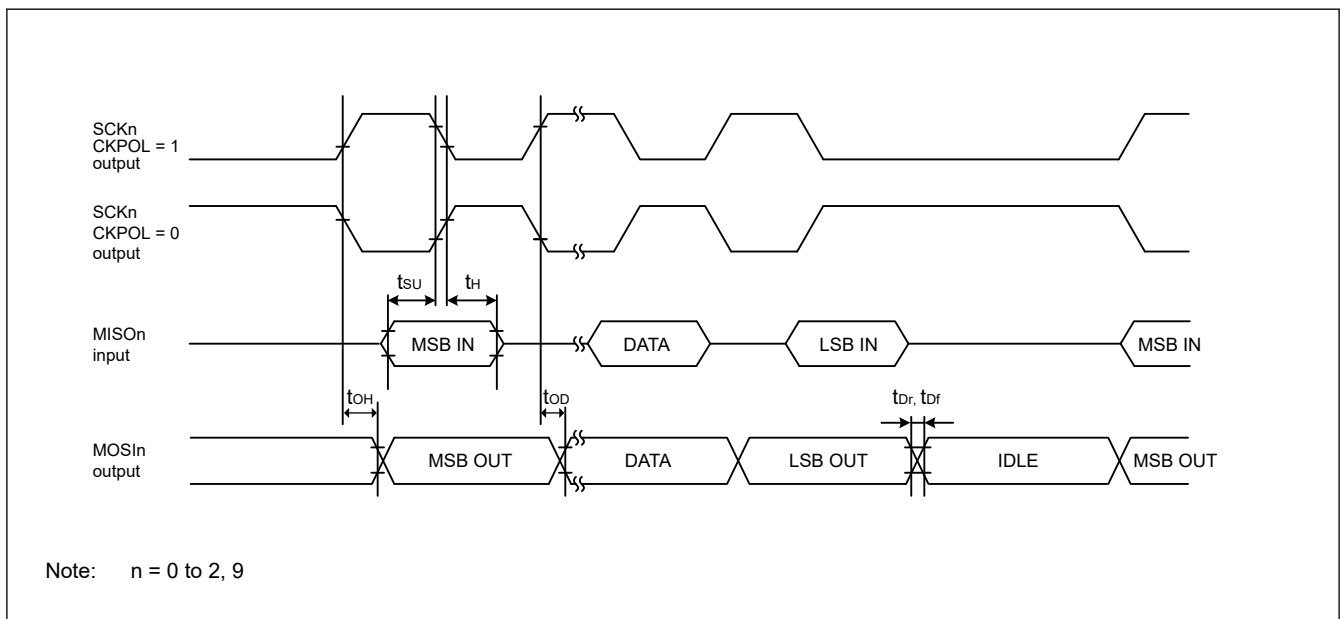 SCKn
CKPOL = 1
output
SCKn
CKPOL = 0
output
tSU
tH
MISOn
input
MSB IN
DATA
LSB IN
MSB IN
tOH
tOD
tDr, tDf
MOSIn
output
MSB OUT
DATA
LSB OUT
IDLE
MSB OUT
Note: n = 0 to 2, 9